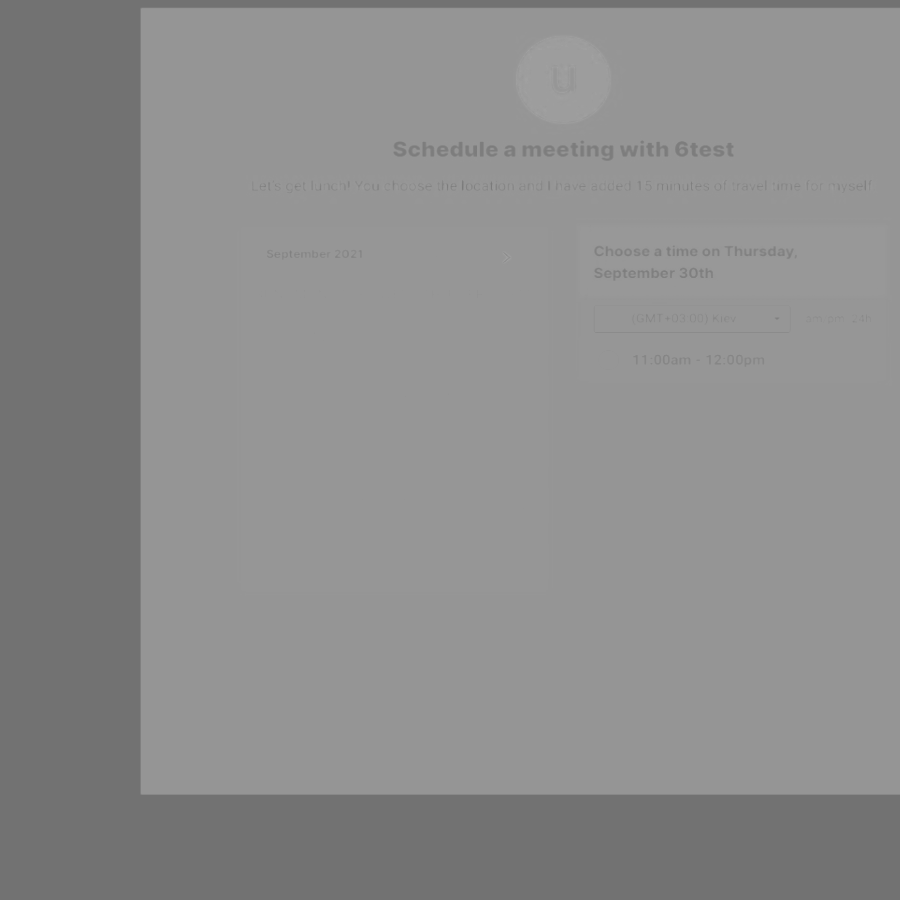 U
Schedule a meeting with 6test
Let's get lunch! You choose the location and I have added 15 minutes of travel time for myself
September 2021
Choose a time on Thursday,
September 30th
(GMT+03:00) Kiev
am pm 24h
11:00am - 12:00pm